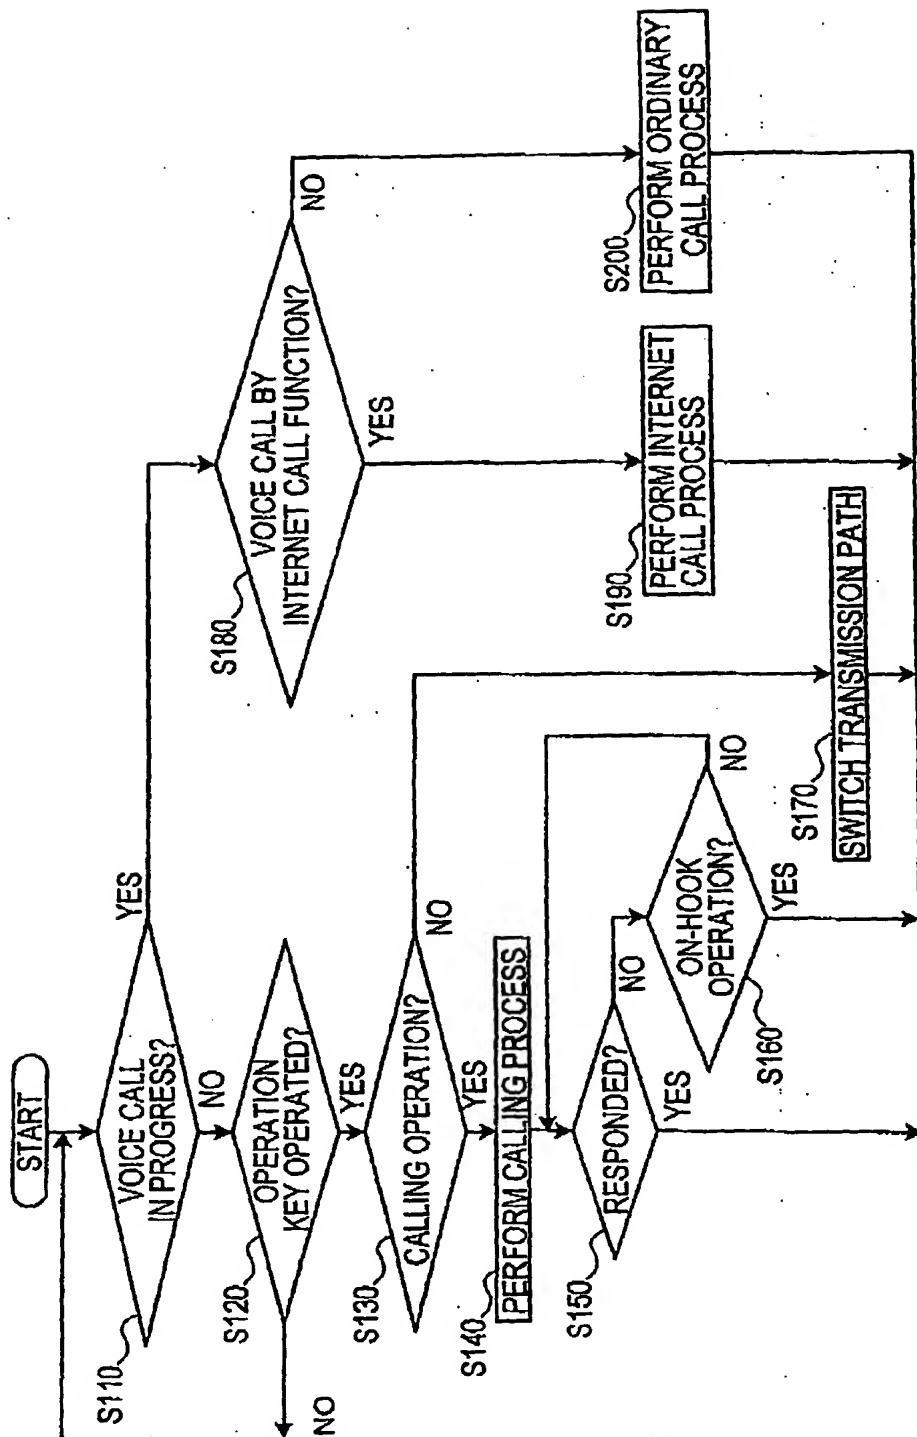 START
S110
VOICE CALL
IN PROGRESS?
YES
NO
S120
OPERATION
KEY OPERATED?
NO
YES
S130
CALLING OPERATION?
NO
YES
S140
PERFORM CALLING PROCESS
S150
RESPONDED?
NO
YES
S160
ON-HOOK
OPERATION?
NO
YES
S170
SWITCH TRANSMISSION PATH
S180
VOICE CALL BY
INTERNET CALL FUNCTION?
NO
YES
S190
PERFORM INTERNET
CALL PROCESS
S200
PERFORM ORDINARY
CALL PROCESS